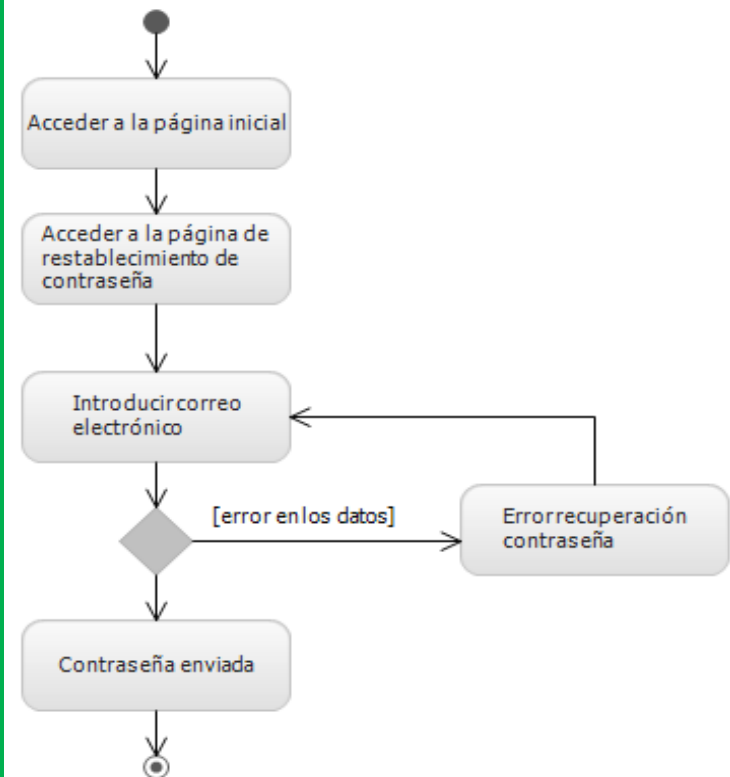 Acceder a la página inicial
Acceder a la página de
restablecimiento de
contraseña
Introducir correo
electrónico
[error en los datos]
Error recuperación
contraseña
Contraseña enviada